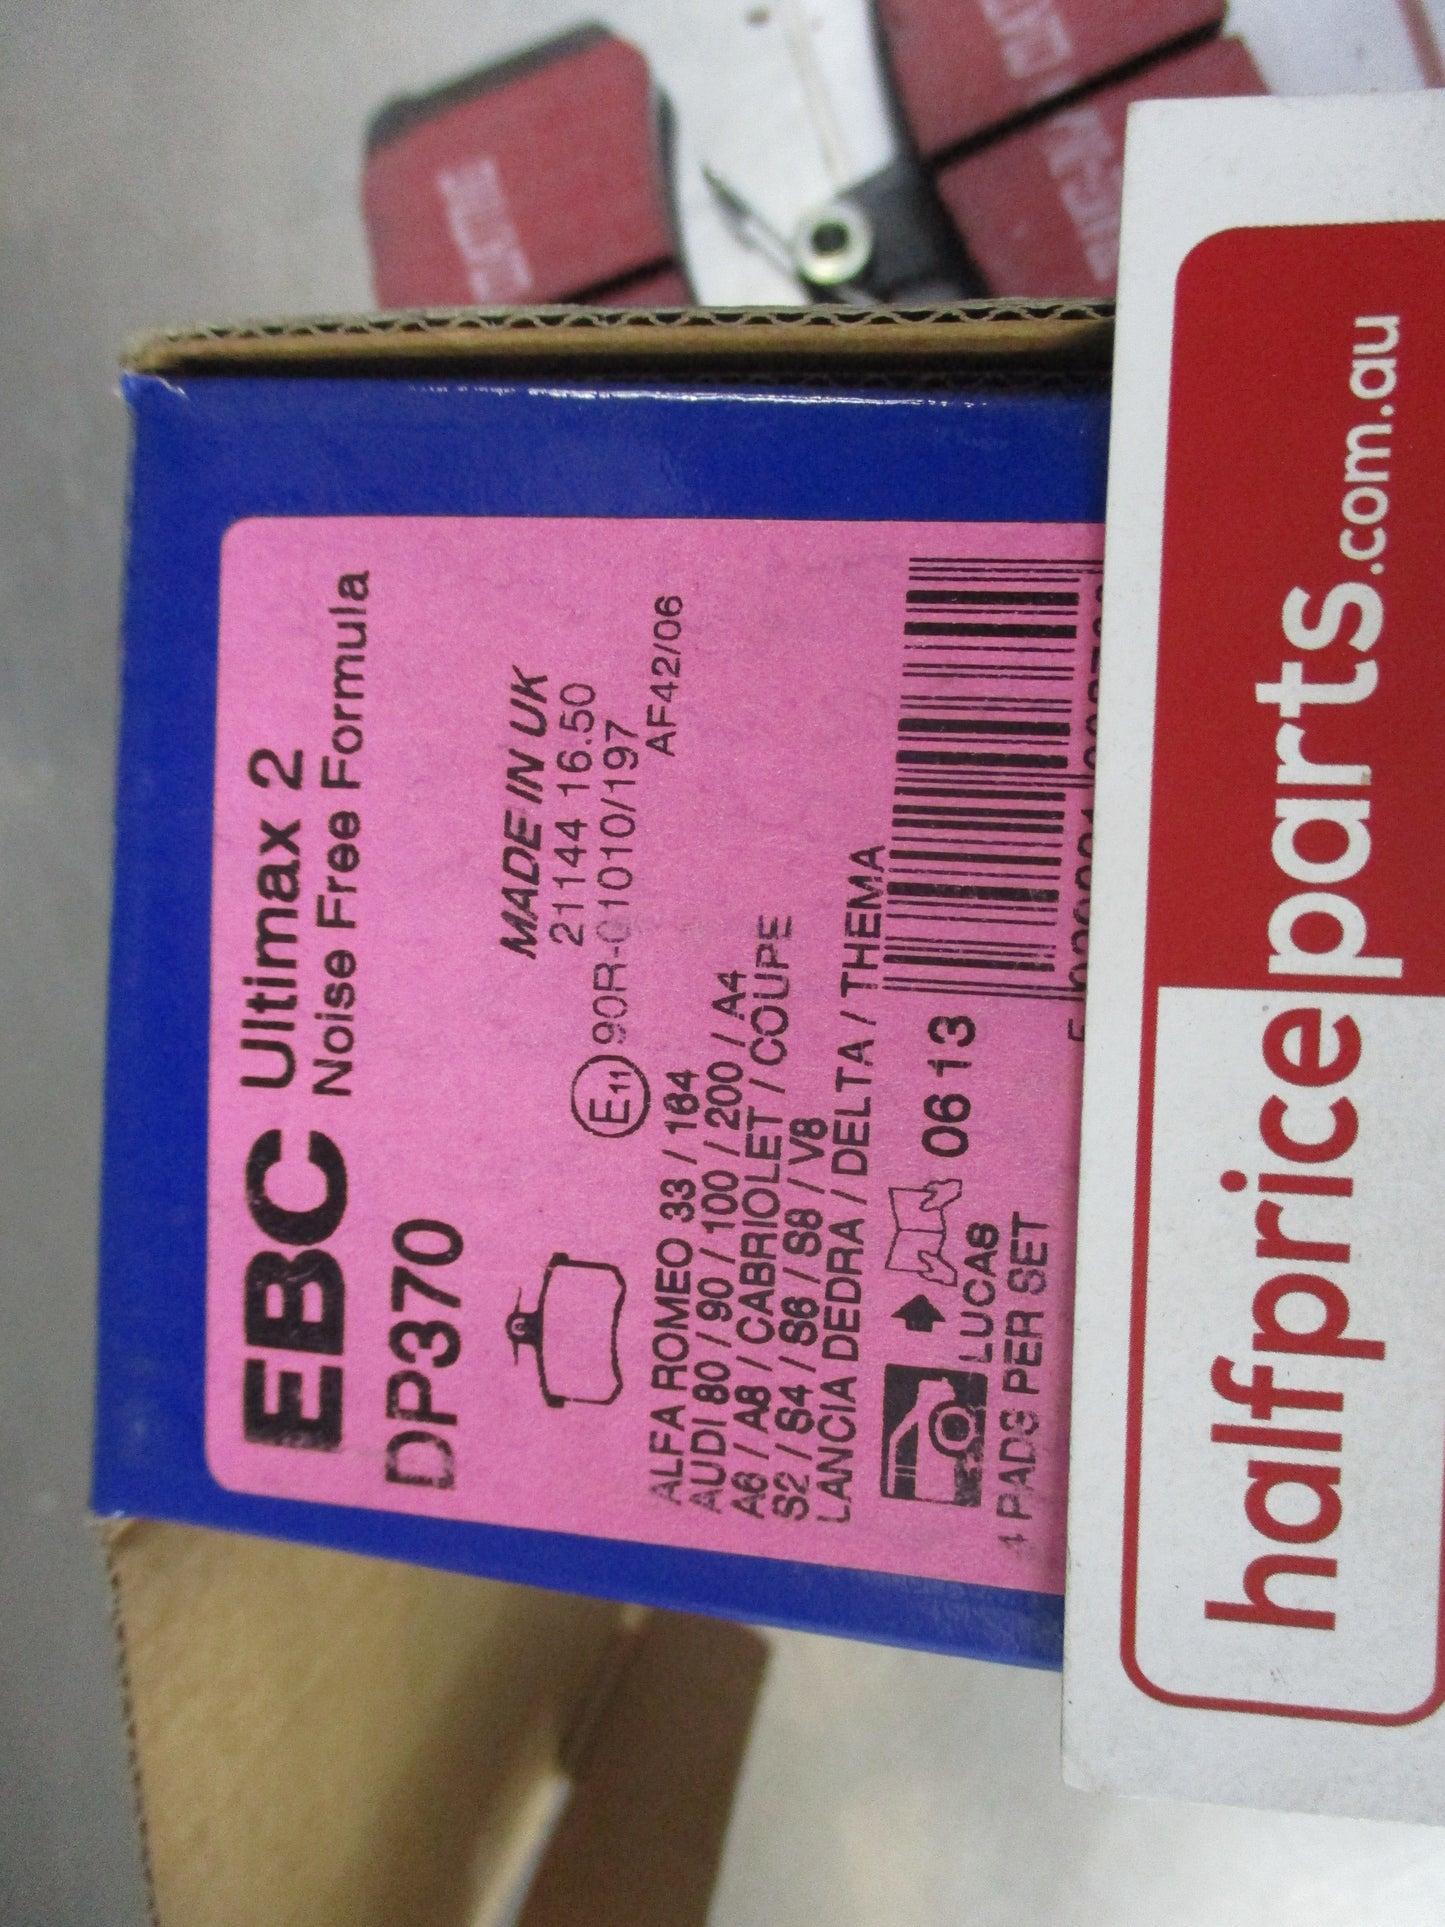 EBC Ultimax 2
Noise Free Formula
DP370
MADE IN UK
21144 16.50
E11 90R-01010/197
AF42/06
ALFA ROMEO 33 / 164
AUDI 80 / 90 / 100 / 200 / A4
A6 / A8 / CABRIOLET / COUPE
S2 / S4 / S6 / S8 / V8
LANCIA DEDRA / DELTA / THEMA
06 13
LUCAS
4 PADS PER SET
halfpriceparts.com.au